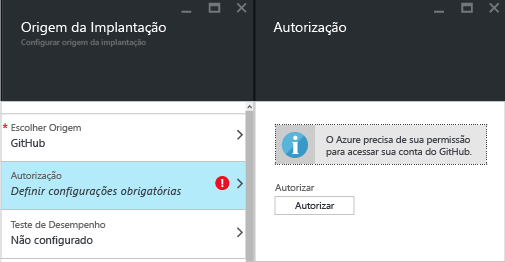 Origem da Implantação
Configurar origem da implantação
* Escolher Origem
GitHub
Autorização
Definir configurações obrigatórias
Teste de Desempenho
Não configurado
Autorização
O Azure precisa de sua permissão
para acessar sua conta do GitHub.
Autorizar
Autorizar